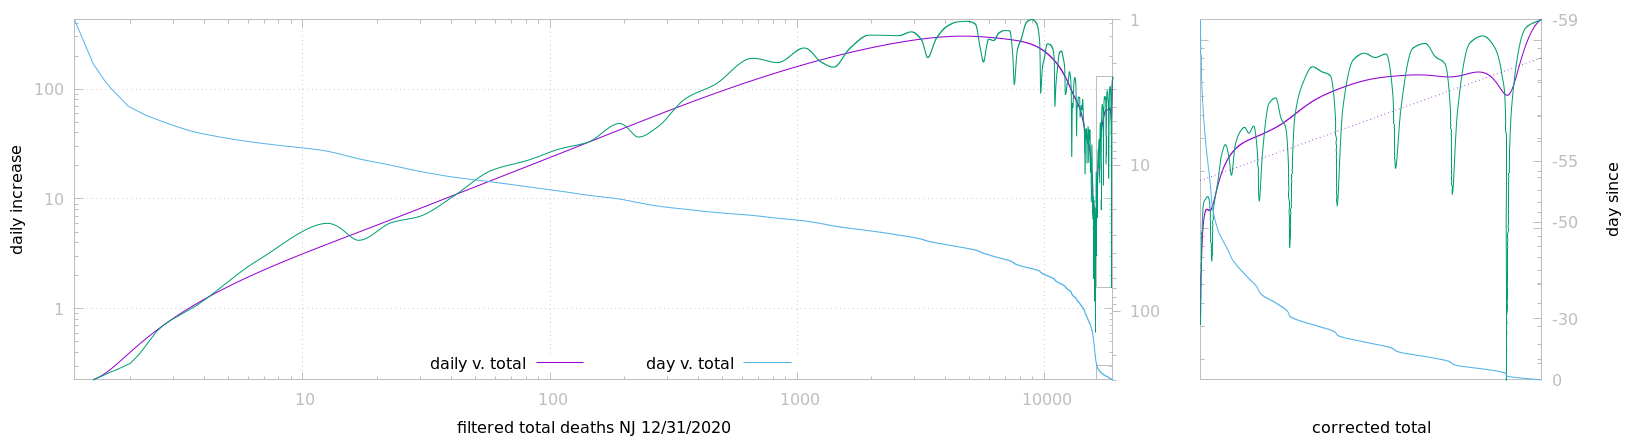 1
-59
100
10
-55
daily increase
10
-50
day since
1
100
-30
daily v. total
day v. total
0
10
100
1000
10000
filtered total deaths NJ 12/31/2020
corrected total